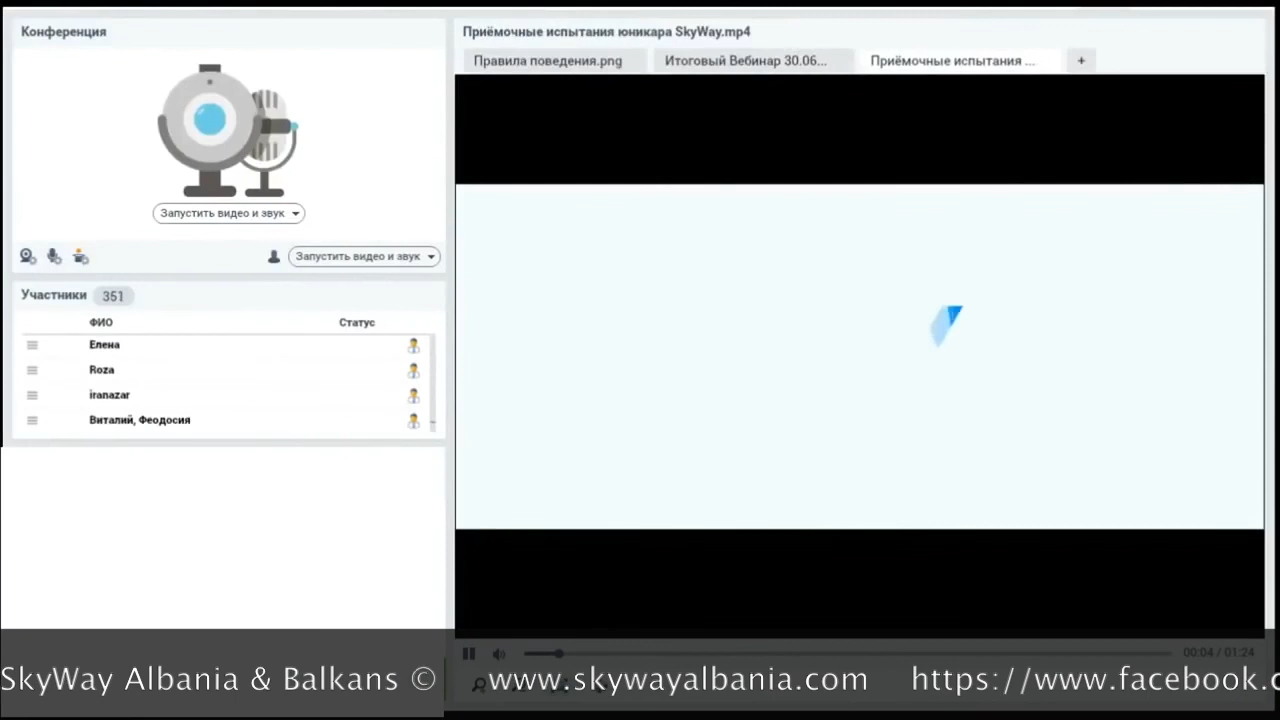 Конференция
Запустить видео и звук
Запустить видео и звук
Участники 351
ФИО Статус
Елена
Roza
iranazar
Виталий, Феодосия
Приёмочные испытания юникара SkyWay.mp4
Правила поведения.png Итоговый Вебинар 30.06... Приёмочные испытания ... +
00:04 / 01:24
SkyWay Albania & Balkans © www.skywayalbania.com https://www.facebook.c